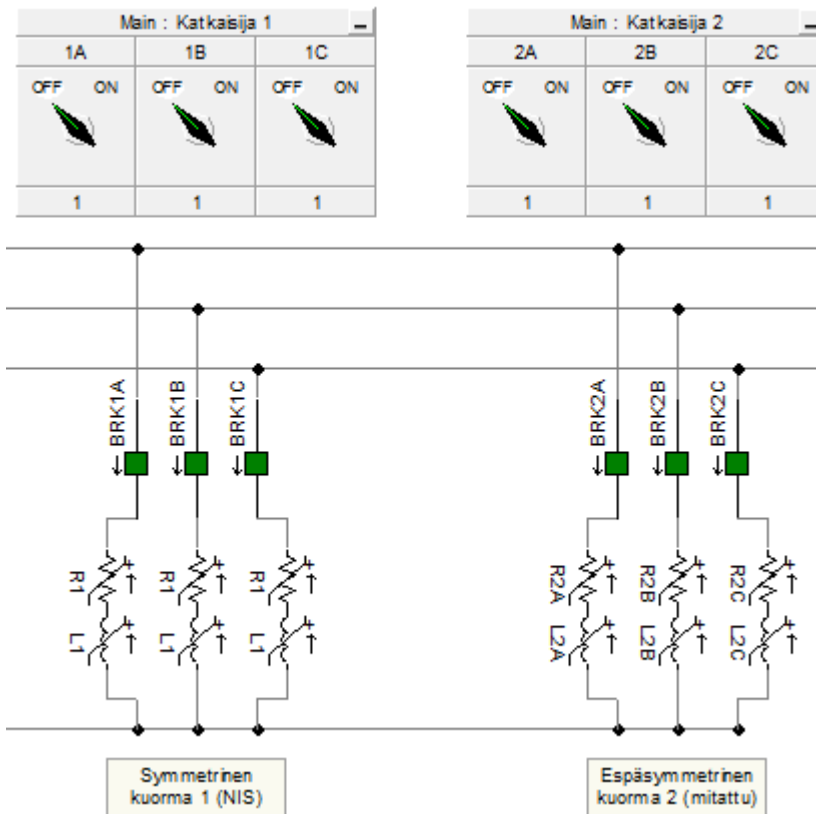 Main : Katkaisija 1
Main : Katkaisija 2
1A 1B 1C
2A 2B 2C
OFF ON OFF ON OFF ON
OFF ON OFF ON OFF ON
1 1 1
1 1 1
BRK1A BRK1B BRK1C
BRK2A BRK2B BRK2C
R1 R1 R1
R2A R2B R2C
L1 L1 L1
L2A L2B L2C
Symmetrinen
kuorma 1 (NIS)
Espäsymmetrinen
kuorma 2 (mitattu)